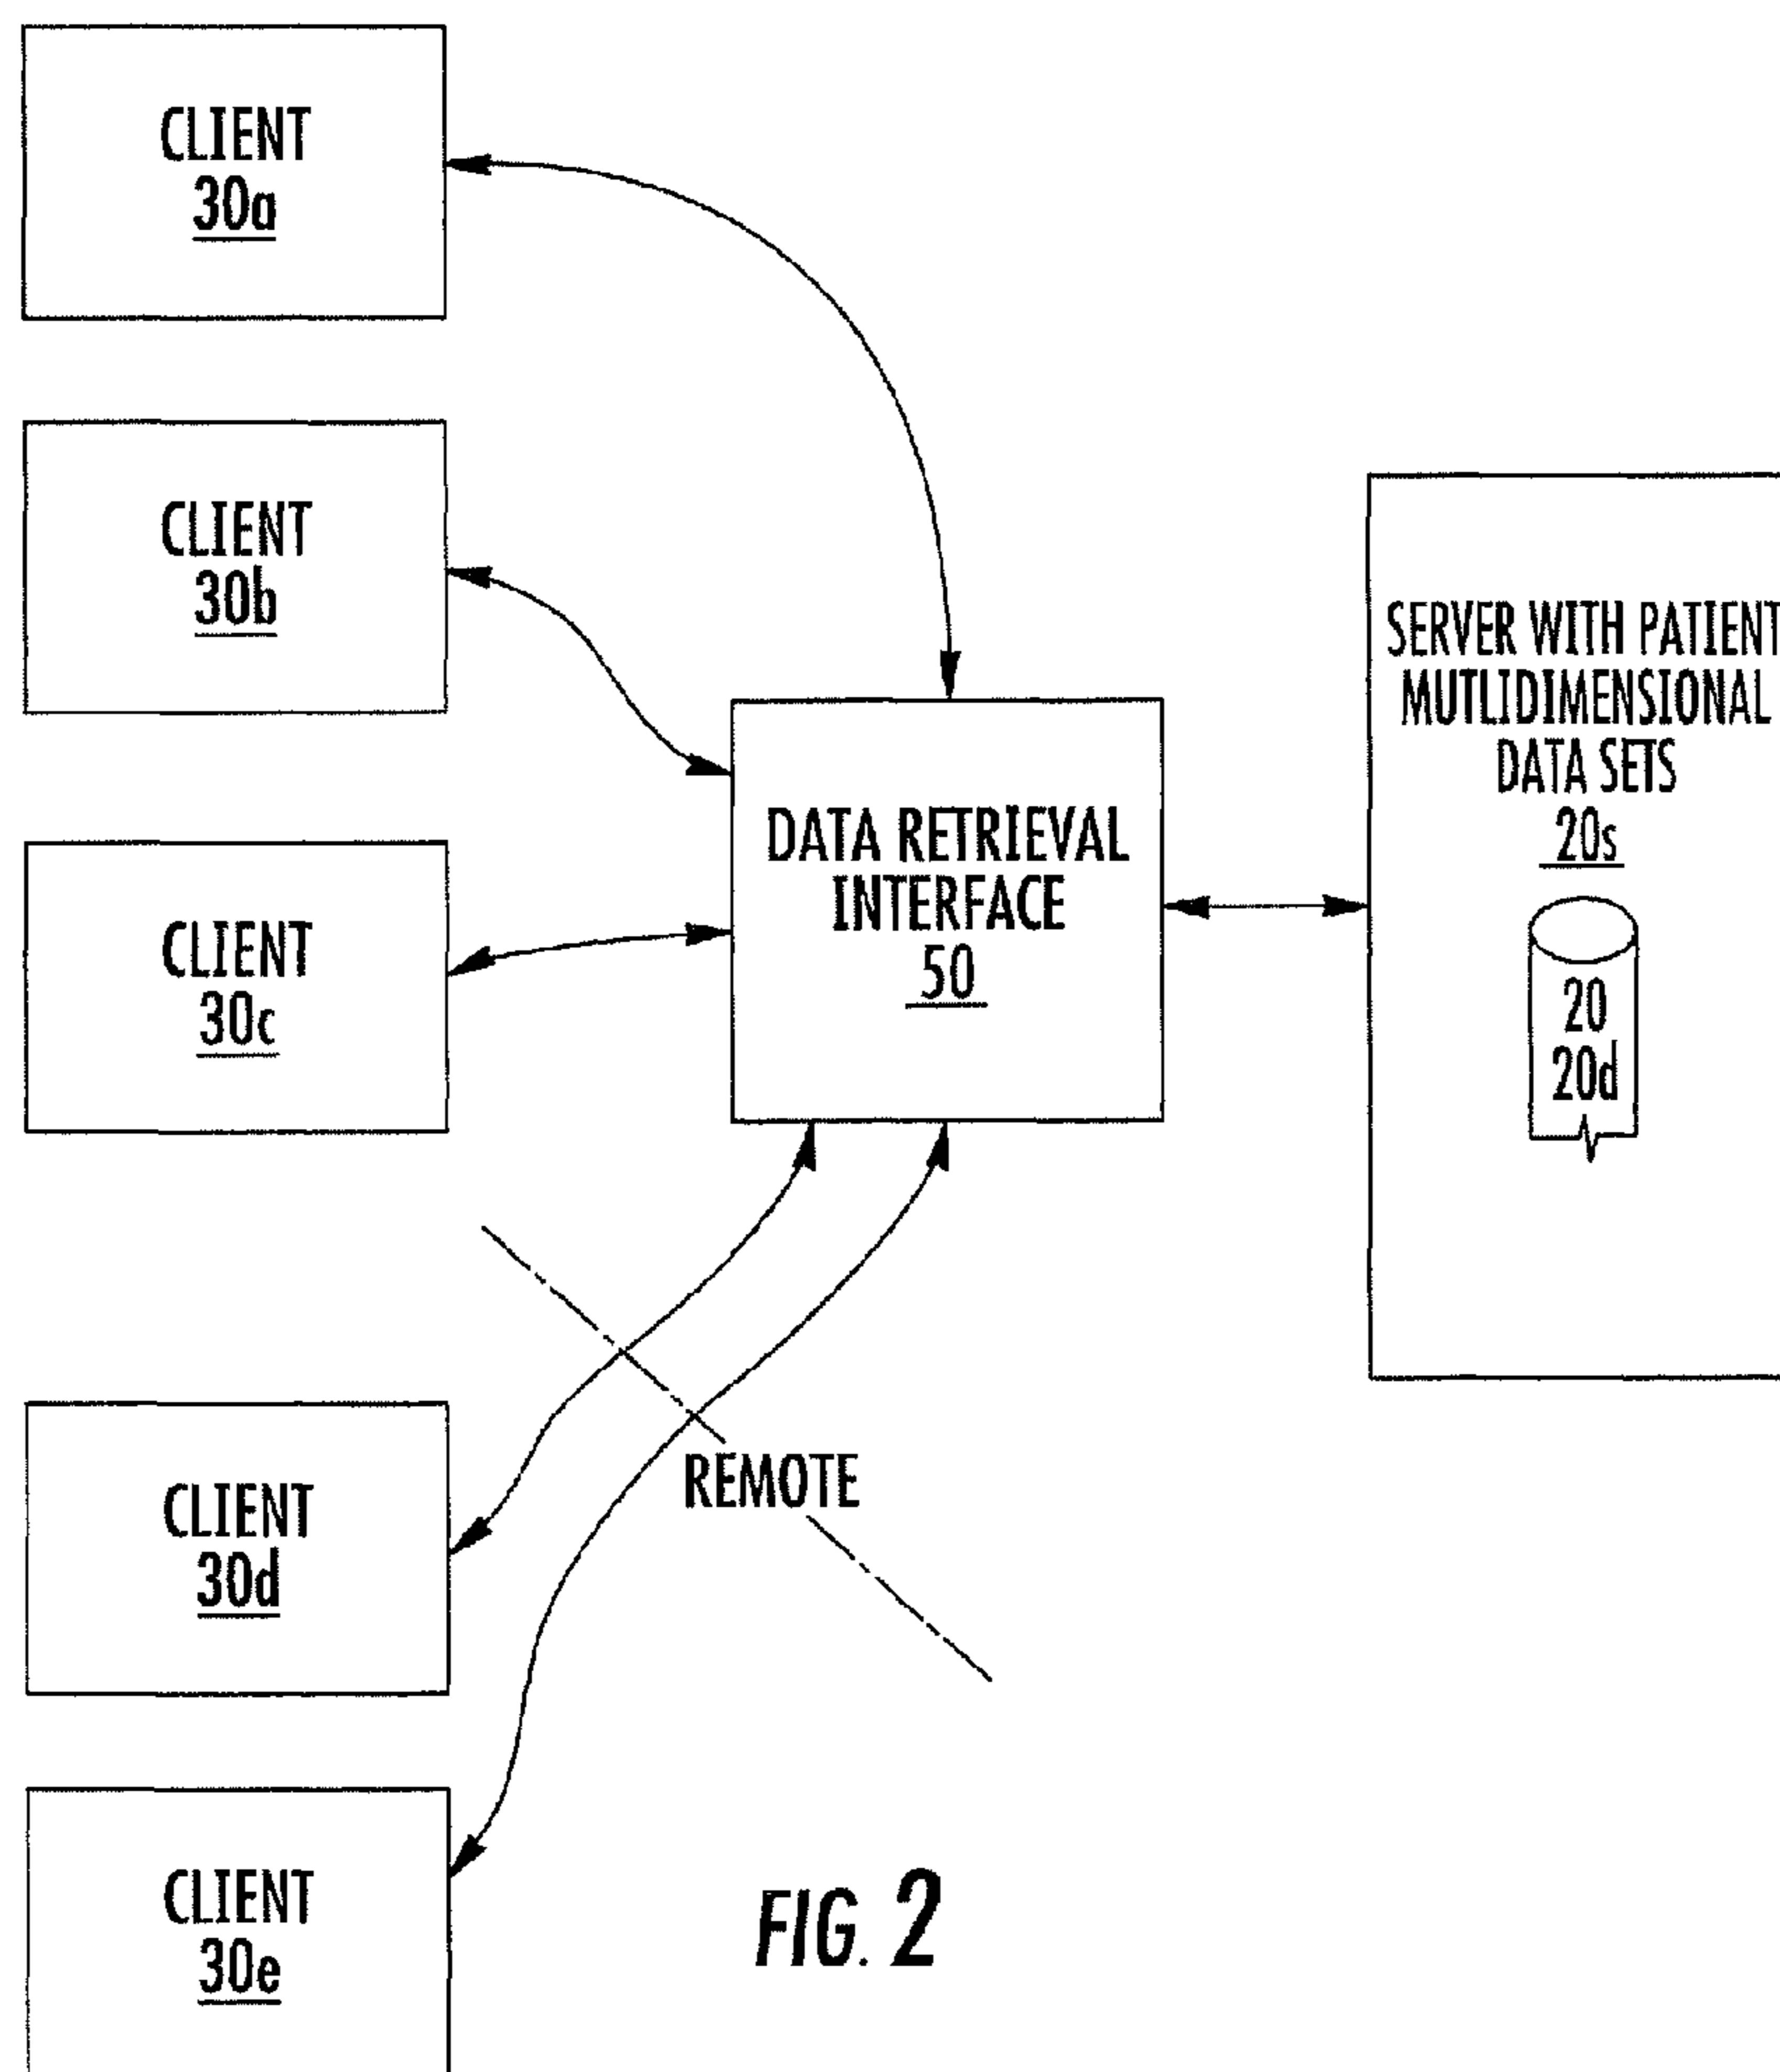 CLIENT
30a
CLIENT
30b
CLIENT
30c
CLIENT
30d
CLIENT
30e
DATA RETRIEVAL
INTERFACE
50
SERVER WITH PATIENT
MUTLIDIMENSIONAL
DATA SETS
20s
20
20d
REMOTE
FIG. 2